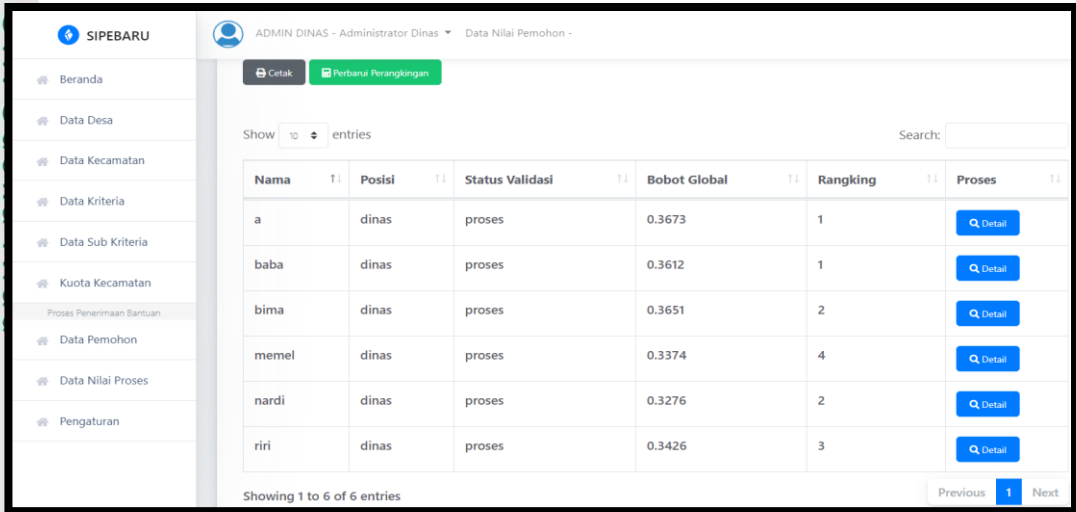 SIPEBARU
ADMIN DINAS - Administrator Dinas Data Nilai Pemohon -
Beranda
Data Desa
Data Kecamatan
Data Kriteria
Data Sub Kriteria
Kuota Kecamatan
Proses Penerimaan Bantuan
Data Pemohon
Data Nilai Proses
Pengaturan
Cetak Perbarui Perangkingan
Show 10 entries Search:
Nama Posisi Status Validasi Bobot Global Rangking Proses
a dinas proses 0.3673 1 Detail
baba dinas proses 0.3612 1 Detail
bima dinas proses 0.3651 2 Detail
memel dinas proses 0.3374 4 Detail
nardi dinas proses 0.3276 2 Detail
riri dinas proses 0.3426 3 Detail
Showing 1 to 6 of 6 entries Previous 1 Next